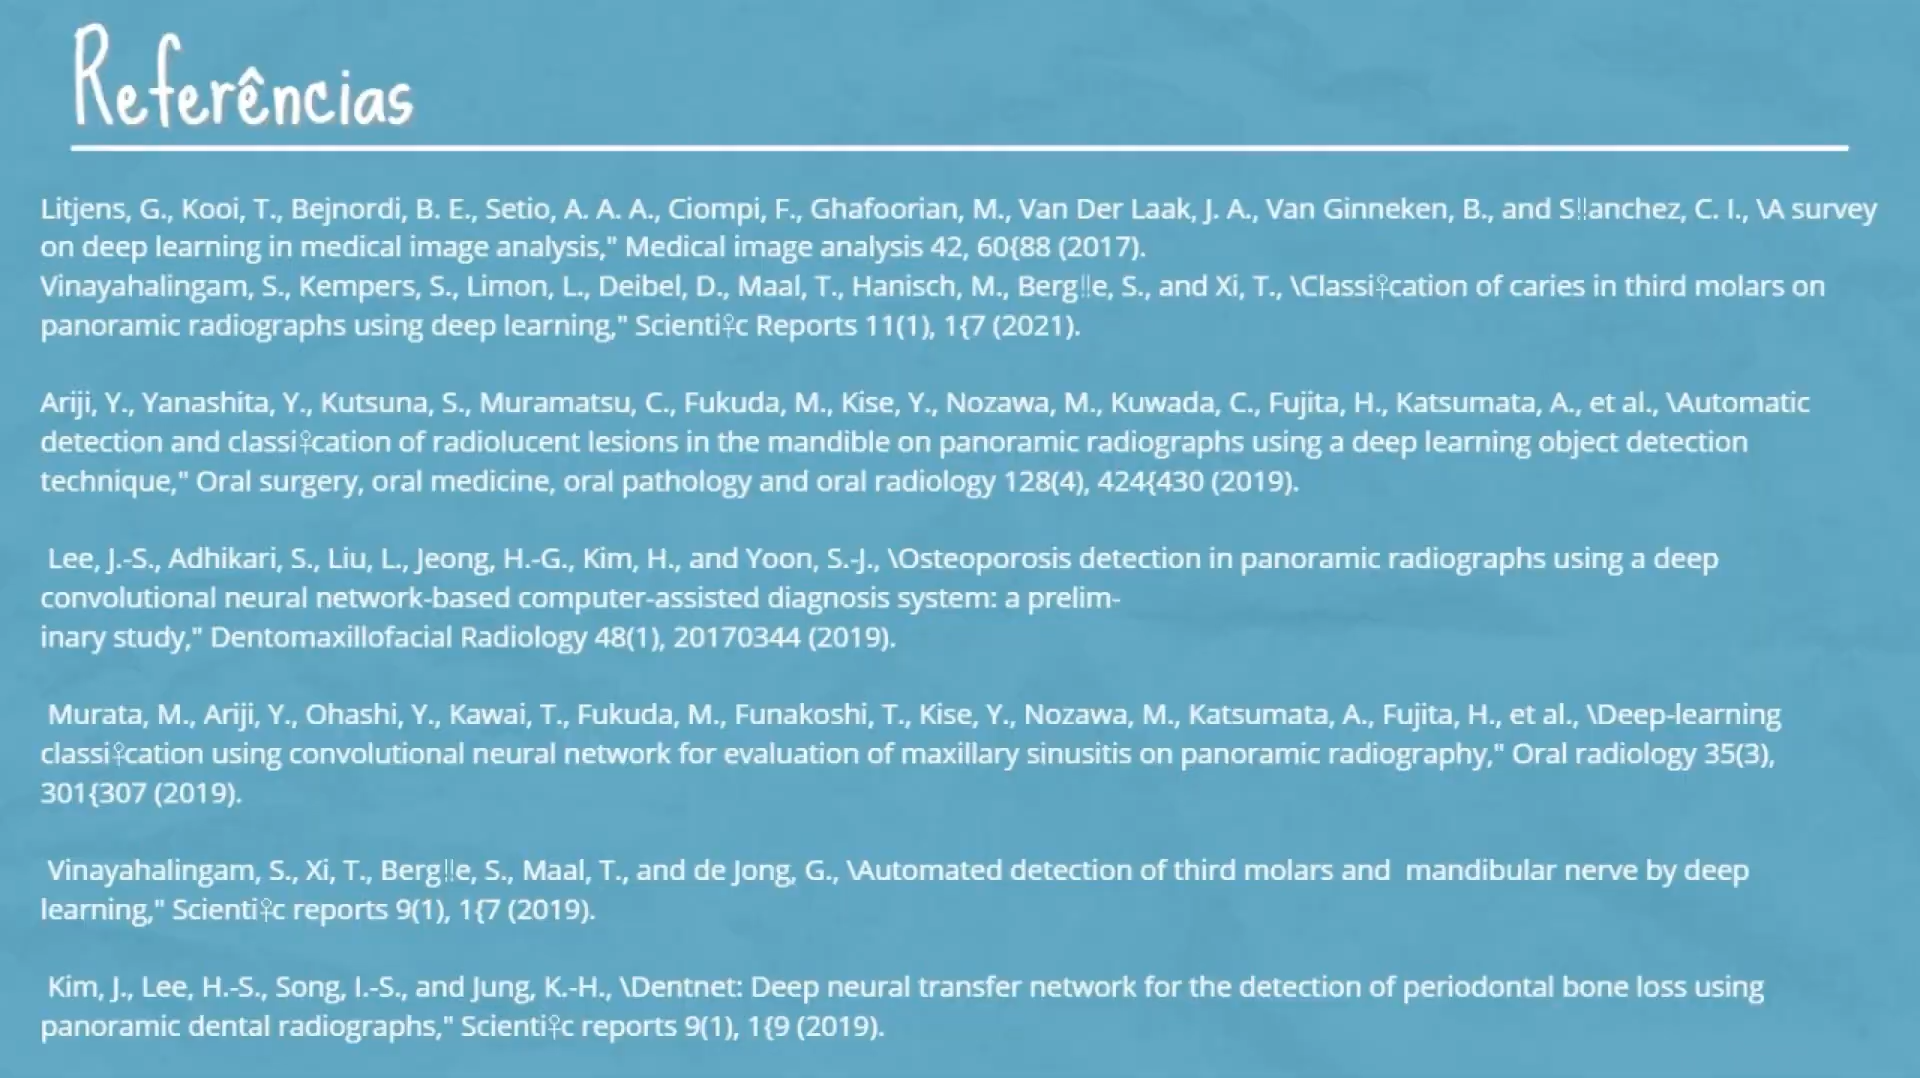 Referências
Litjens, G., Kooi, T., Bejnordi, B. E., Setio, A. A. A., Ciompi, F., Ghafoorian, M., Van Der Laak, J. A., Van Ginneken, B., and S‼anchez, C. I., \A survey
on deep learning in medical image analysis," Medical image analysis 42, 60{88 (2017).
Vinayahalingam, S., Kempers, S., Limon, L., Deibel, D., Maal, T., Hanisch, M., Berg‼e, S., and Xi, T., \Classi♀cation of caries in third molars on
panoramic radiographs using deep learning," Scienti♀c Reports 11(1), 1{7 (2021).
Ariji, Y., Yanashita, Y., Kutsuna, S., Muramatsu, C., Fukuda, M., Kise, Y., Nozawa, M., Kuwada, C., Fujita, H., Katsumata, A., et al., \Automatic
detection and classi♀cation of radiolucent lesions in the mandible on panoramic radiographs using a deep learning object detection
technique," Oral surgery, oral medicine, oral pathology and oral radiology 128(4), 424{430 (2019).
Lee, J.-S., Adhikari, S., Liu, L., Jeong, H.-G., Kim, H., and Yoon, S.-J., \Osteoporosis detection in panoramic radiographs using a deep
convolutional neural network-based computer-assisted diagnosis system: a prelim-
inary study," Dentomaxillofacial Radiology 48(1), 20170344 (2019).
Murata, M., Ariji, Y., Ohashi, Y., Kawai, T., Fukuda, M., Funakoshi, T., Kise, Y., Nozawa, M., Katsumata, A., Fujita, H., et al., \Deep-learning
classi♀cation using convolutional neural network for evaluation of maxillary sinusitis on panoramic radiography," Oral radiology 35(3),
301{307 (2019).
Vinayahalingam, S., Xi, T., Berg‼e, S., Maal, T., and de Jong, G., \Automated detection of third molars and  mandibular nerve by deep
learning," Scienti♀c reports 9(1), 1{7 (2019).
Kim, J., Lee, H.-S., Song, I.-S., and Jung, K.-H., \Dentnet: Deep neural transfer network for the detection of periodontal bone loss using
panoramic dental radiographs," Scienti♀c reports 9(1), 1{9 (2019).